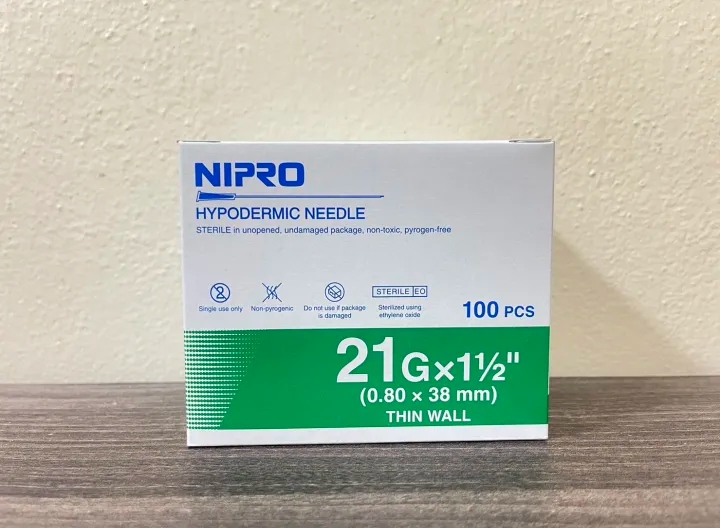 NIPRO
HYPODERMIC NEEDLE
STERILE in unopened, undamaged package, non-toxic, pyrogen-free
Single use only
Non-pyrogenic
Do not use if package
is damaged
STERILE EO
Sterilized using
ethylene oxide
100 PCS
21G×1½"
(0.80 × 38 mm)
THIN WALL